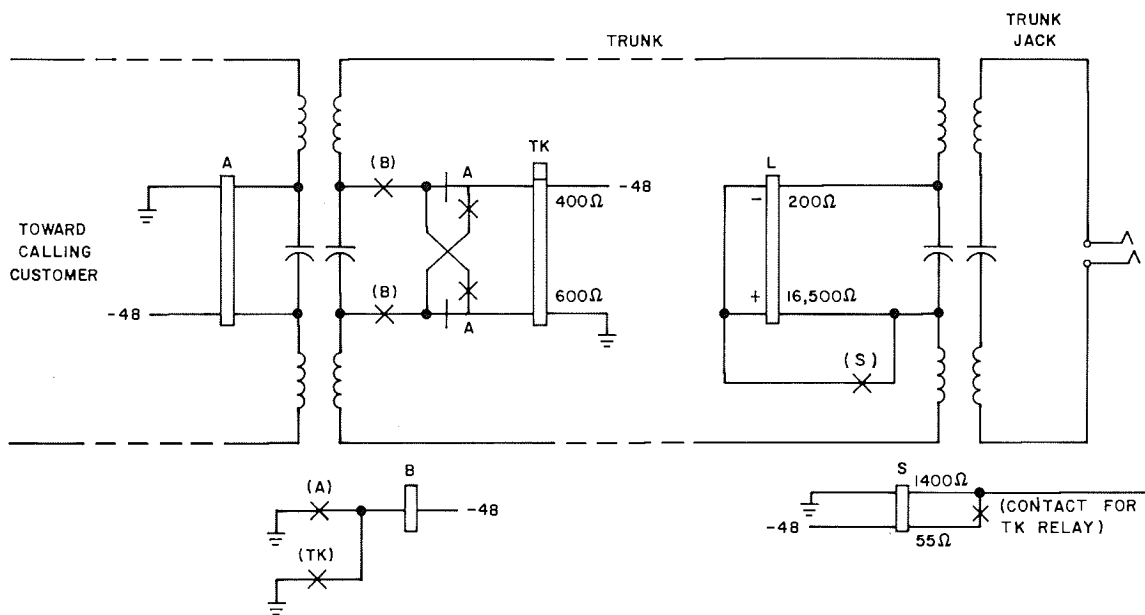 TRUNK
TRUNK
JACK
TOWARD
CALLING
CUSTOMER
A
-48
(B)
A
TK
-48
400Ω
(B)
A
600Ω
L
-
200Ω
+
16,500Ω
(S)
B
(A)
-48
(TK)
S
1400Ω
-48
55Ω
(CONTACT FOR
TK RELAY)